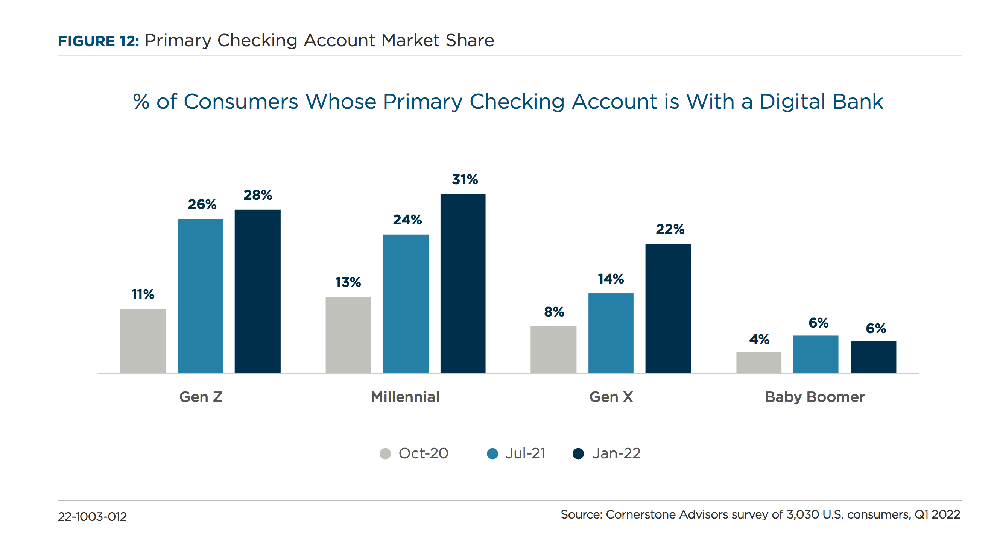 FIGURE 12: Primary Checking Account Market Share
% of Consumers Whose Primary Checking Account is With a Digital Bank
11%
26%
28%
13%
24%
31%
8%
14%
22%
4%
6%
6%
Gen Z
Millennial
Gen X
Baby Boomer
Oct-20
Jul-21
Jan-22
22-1003-012
Source: Cornerstone Advisors survey of 3,030 U.S. consumers, Q1 2022